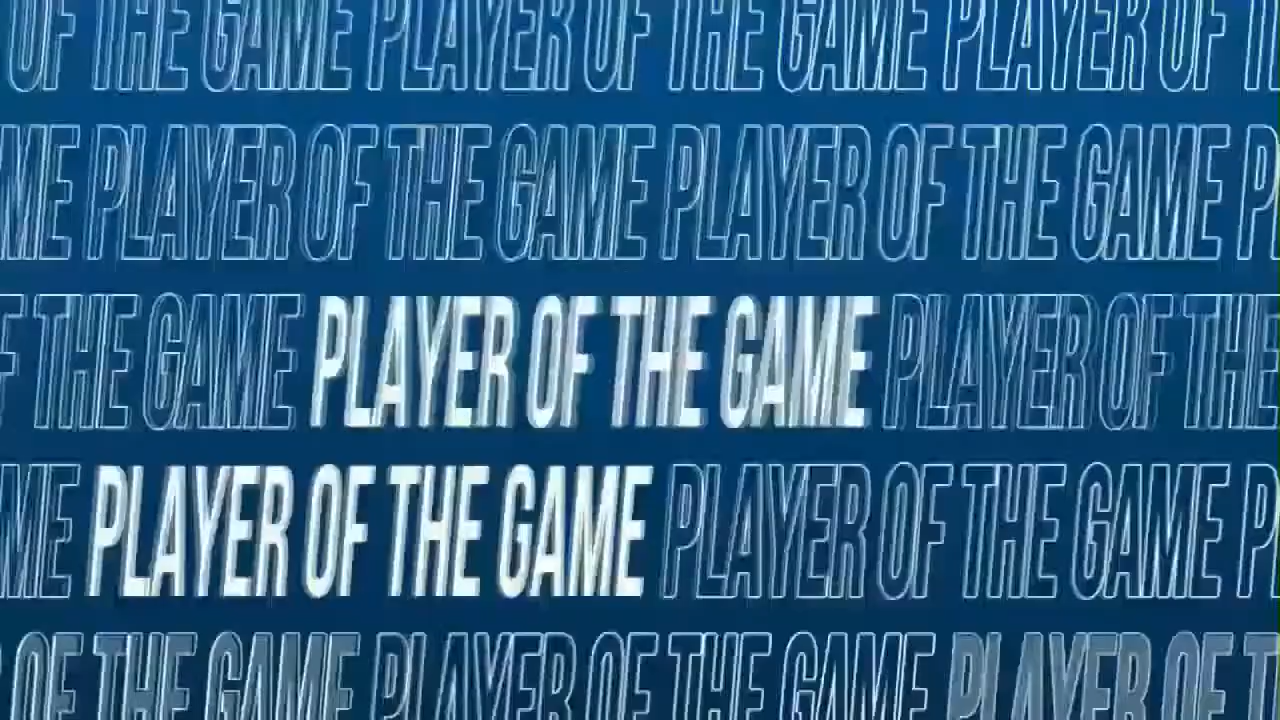 OF THE GAME PLAYER OF THE GAME PLAYER OF
ME PLAYER OF THE GAME PLAYER OF THE GAME P
F THE GAME PLAYER OF THE GAME PLAYER OF THE
ME PLAYER OF THE GAME PLAYER OF THE GAME P
OF THE GAME PLAYER OF THE GAME PLAYER OF T